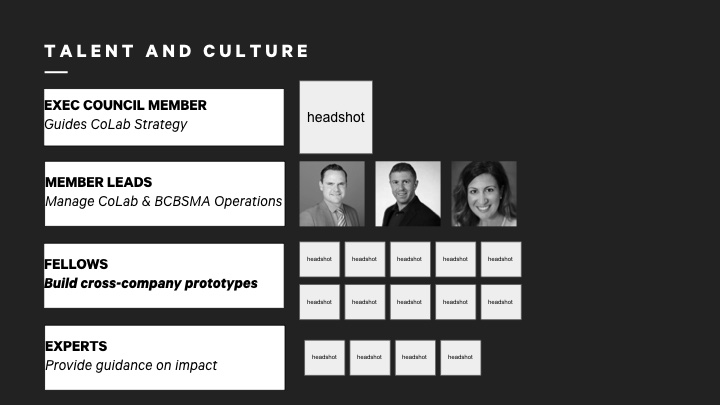 TALENT AND CULTURE
EXEC COUNCIL MEMBER
Guides CoLab Strategy
headshot
MEMBER LEADS
Manage CoLab & BCBSMA Operations
FELLOWS
Build cross-company prototypes
headshot headshot headshot headshot headshot
headshot headshot headshot headshot headshot
EXPERTS
Provide guidance on impact
headshot headshot headshot headshot